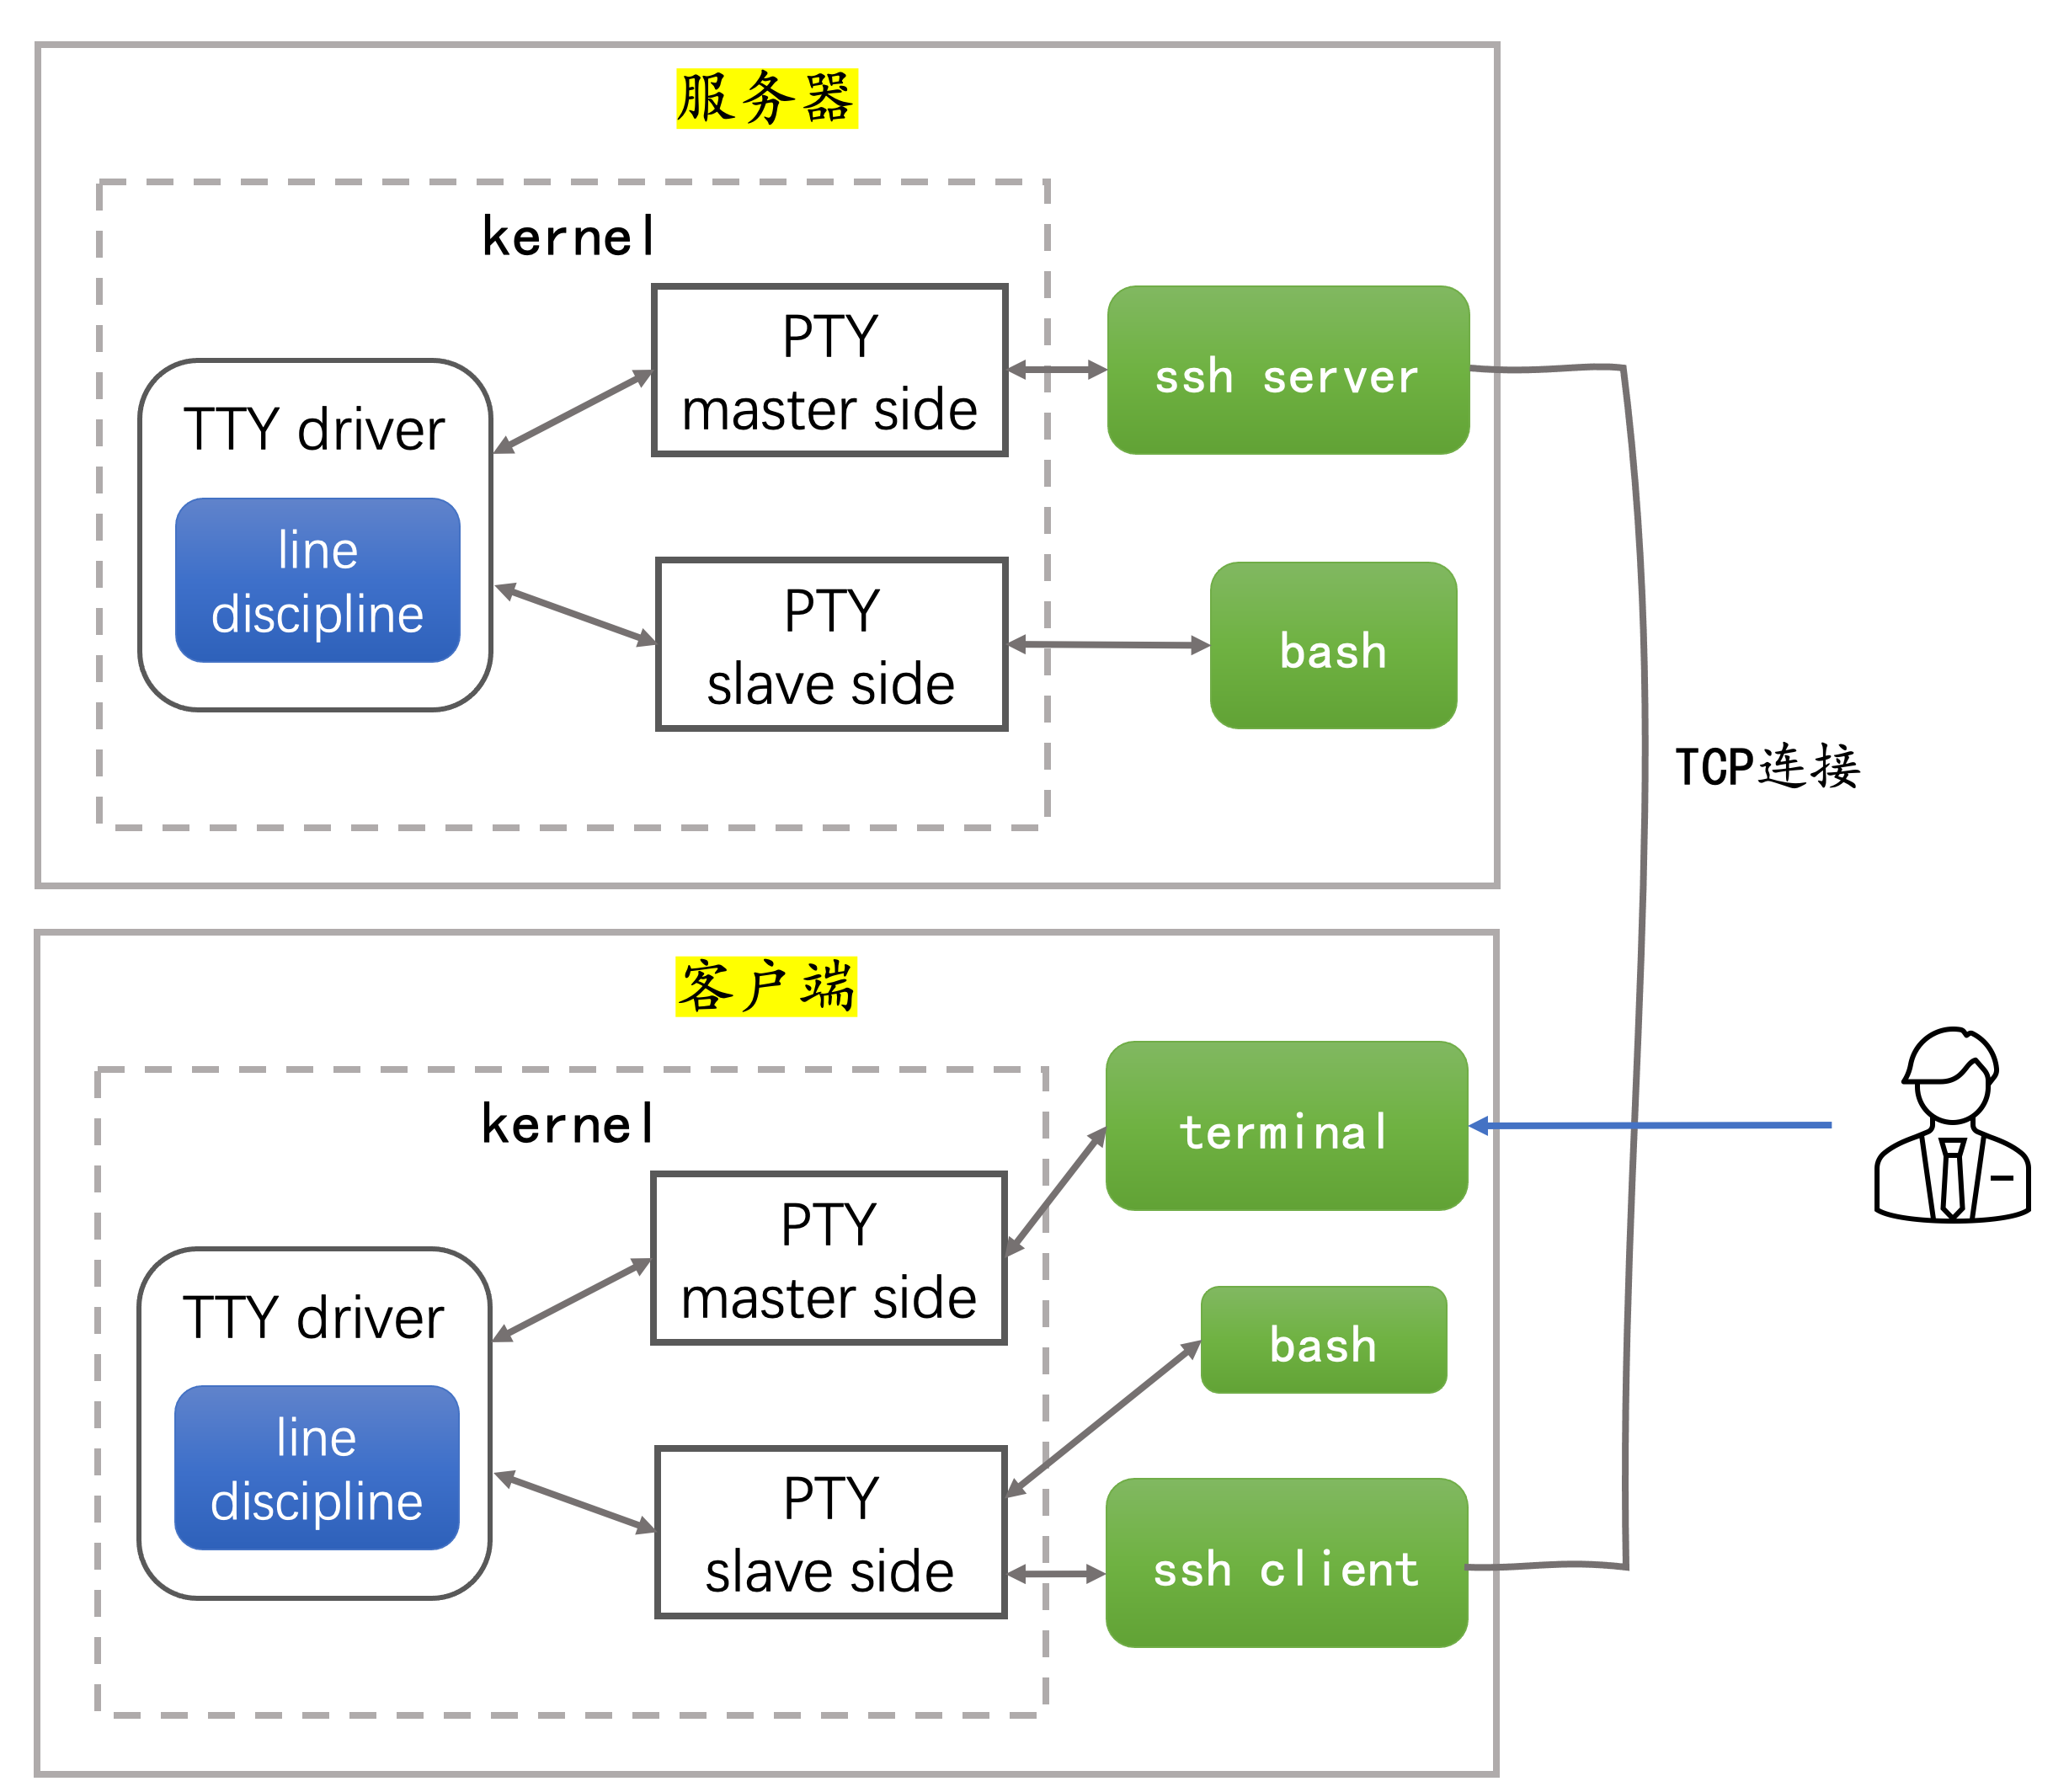 服务器
kernel
PTY
master side
ssh server
TTY driver
line
discipline
PTY
slave side
bash
TCP连接
客户端
kernel
terminal
PTY
master side
TTY driver
bash
line
discipline
PTY
slave side
ssh client